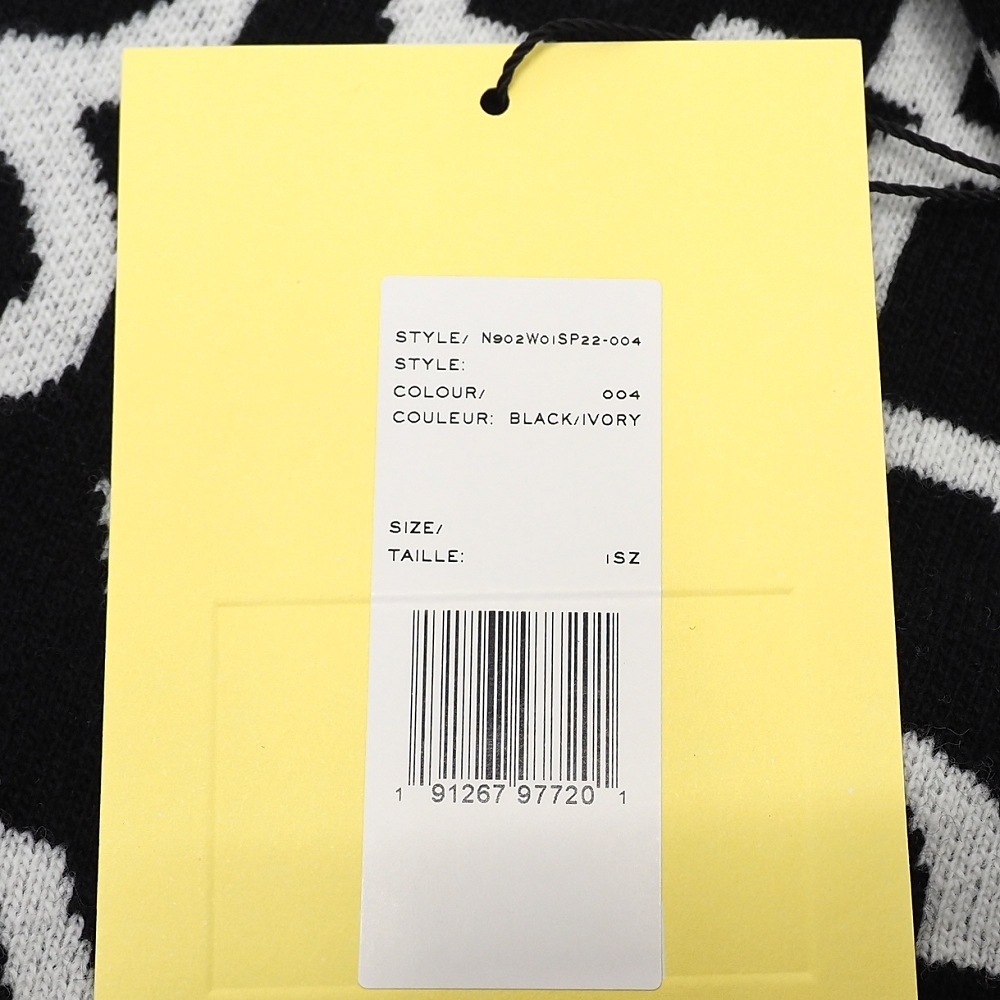 STYLE/ N902W01SP22-004
STYLE:
COLOUR/ 004
COULEUR: BLACK/IVORY
SIZE/
TAILLE: 1SZ
1 91267 97720 1